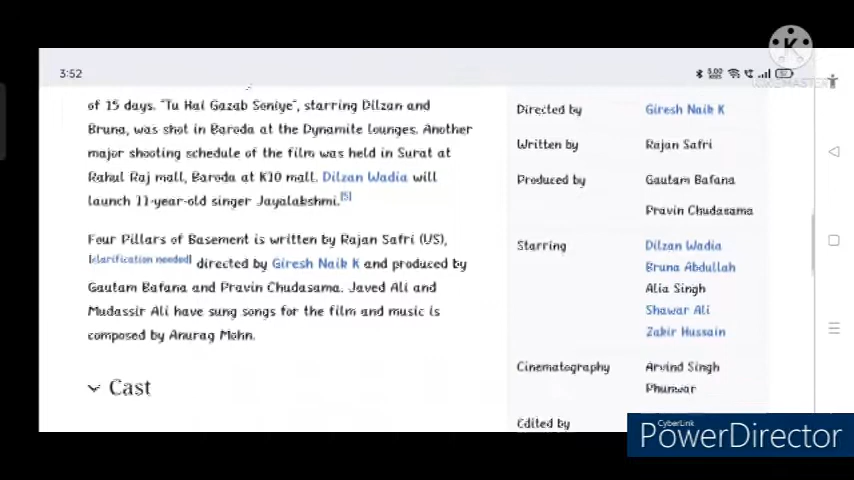 3:52
5.00
K
KINEMASTER
of 15 days. "Tu Hai Gazab Soniye", starring Dilzan and
Bruna, was shot in Baroda at the Dynamite lounges. Another
major shooting schedule of the film was held in Surat at
Rahul Raj mall, Baroda at K10 mall. Dilzan Wadia will
launch 11-year-old singer Jayalakshmi.[5]
Four Pillars of Basement is written by Rajan Safri (US),
[clarification needed] directed by Giresh Naik K and produced by
Gautam Bafana and Pravin Chudasama. Javed Ali and
Mudassir Ali have sung songs for the film and music is
composed by Anurag Mohn.
Cast
Directed by Giresh Naik K
Written by Rajan Safri
Produced by Gautam Bafana
Pravin Chudasama
Starring Dilzan Wadia
Bruna Abdullah
Alia Singh
Shawar Ali
Zakir Hussain
Cinematography Arvind Singh
Phunwar
Edited by
CyberLink
PowerDirector